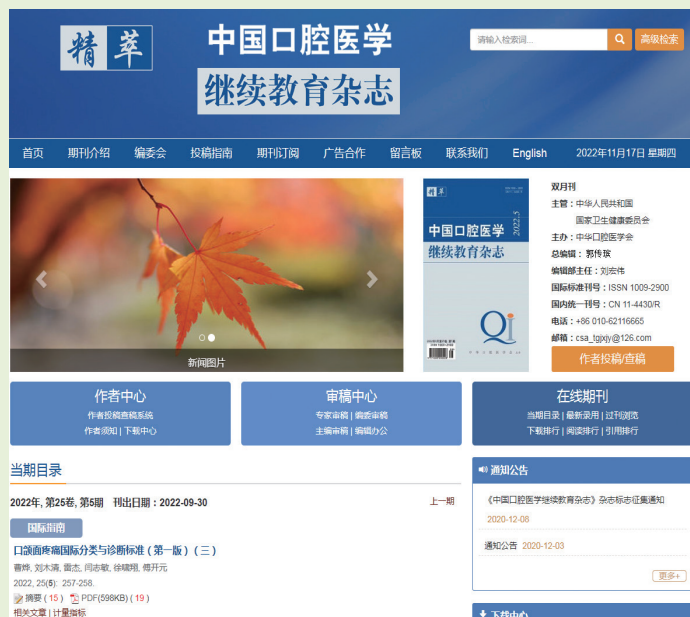 精萃
中国口腔医学
继续教育杂志
请输入检索词...
高级检索
首页 期刊介绍 编委会 投稿指南 期刊订阅 广告合作 留言板 联系我们 English 2022年11月17日 星期四
新闻图片
精萃
中国口腔医学
2022.5
继续教育杂志
Qi
双月刊
主管：中华人民共和国
国家卫生健康委员会
主办：中华口腔医学会
总编辑：郭传瑸
编辑部主任：刘宏伟
国际标准刊号：ISSN 1009-2900
国内统一刊号：CN 11-4430/R
电话：+86 010-62116665
邮箱：csa_tgjxjy@126.com
作者投稿/查稿
作者中心
作者投稿查稿系统
作者须知 | 下载中心
审稿中心
专家审稿 | 编委审稿
主编审稿 | 编辑办公
在线期刊
当期目录 | 最新录用 | 过刊浏览
下载排行 | 阅读排行 | 引用排行
当期目录
2022年, 第25卷, 第5期 刊出日期：2022-09-30
上一期
国际指南
口颌面疼痛国际分类与诊断标准（第一版）（三）
曹烨, 刘木清, 雷杰, 闫志敏, 徐啸翔, 傅开元
2022, 25(5): 257-258.
摘要 ( 15 ) PDF(598KB) ( 19 )
相关文章 | 计量指标
通知公告
《中国口腔医学继续教育杂志》杂志标志征集通知
2020-12-08
通知公告 2020-12-03
更多+
下载中心